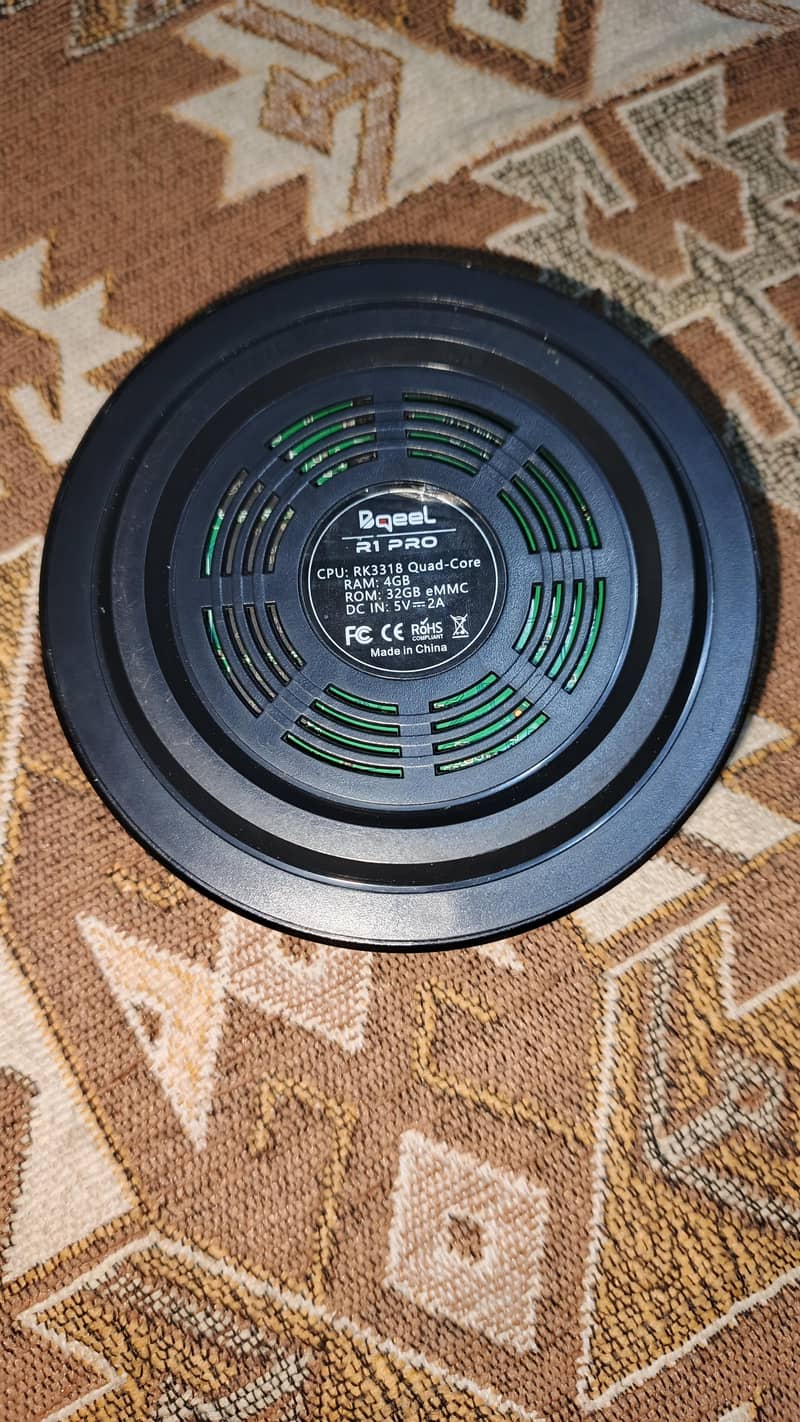 Bqeel
R1 PRO
CPU: RK3318 Quad-Core
RAM: 4GB
ROM: 32GB eMMC
DC IN: 5V⎓2A
FC CE RoHS
COMPLIANT
Made in China